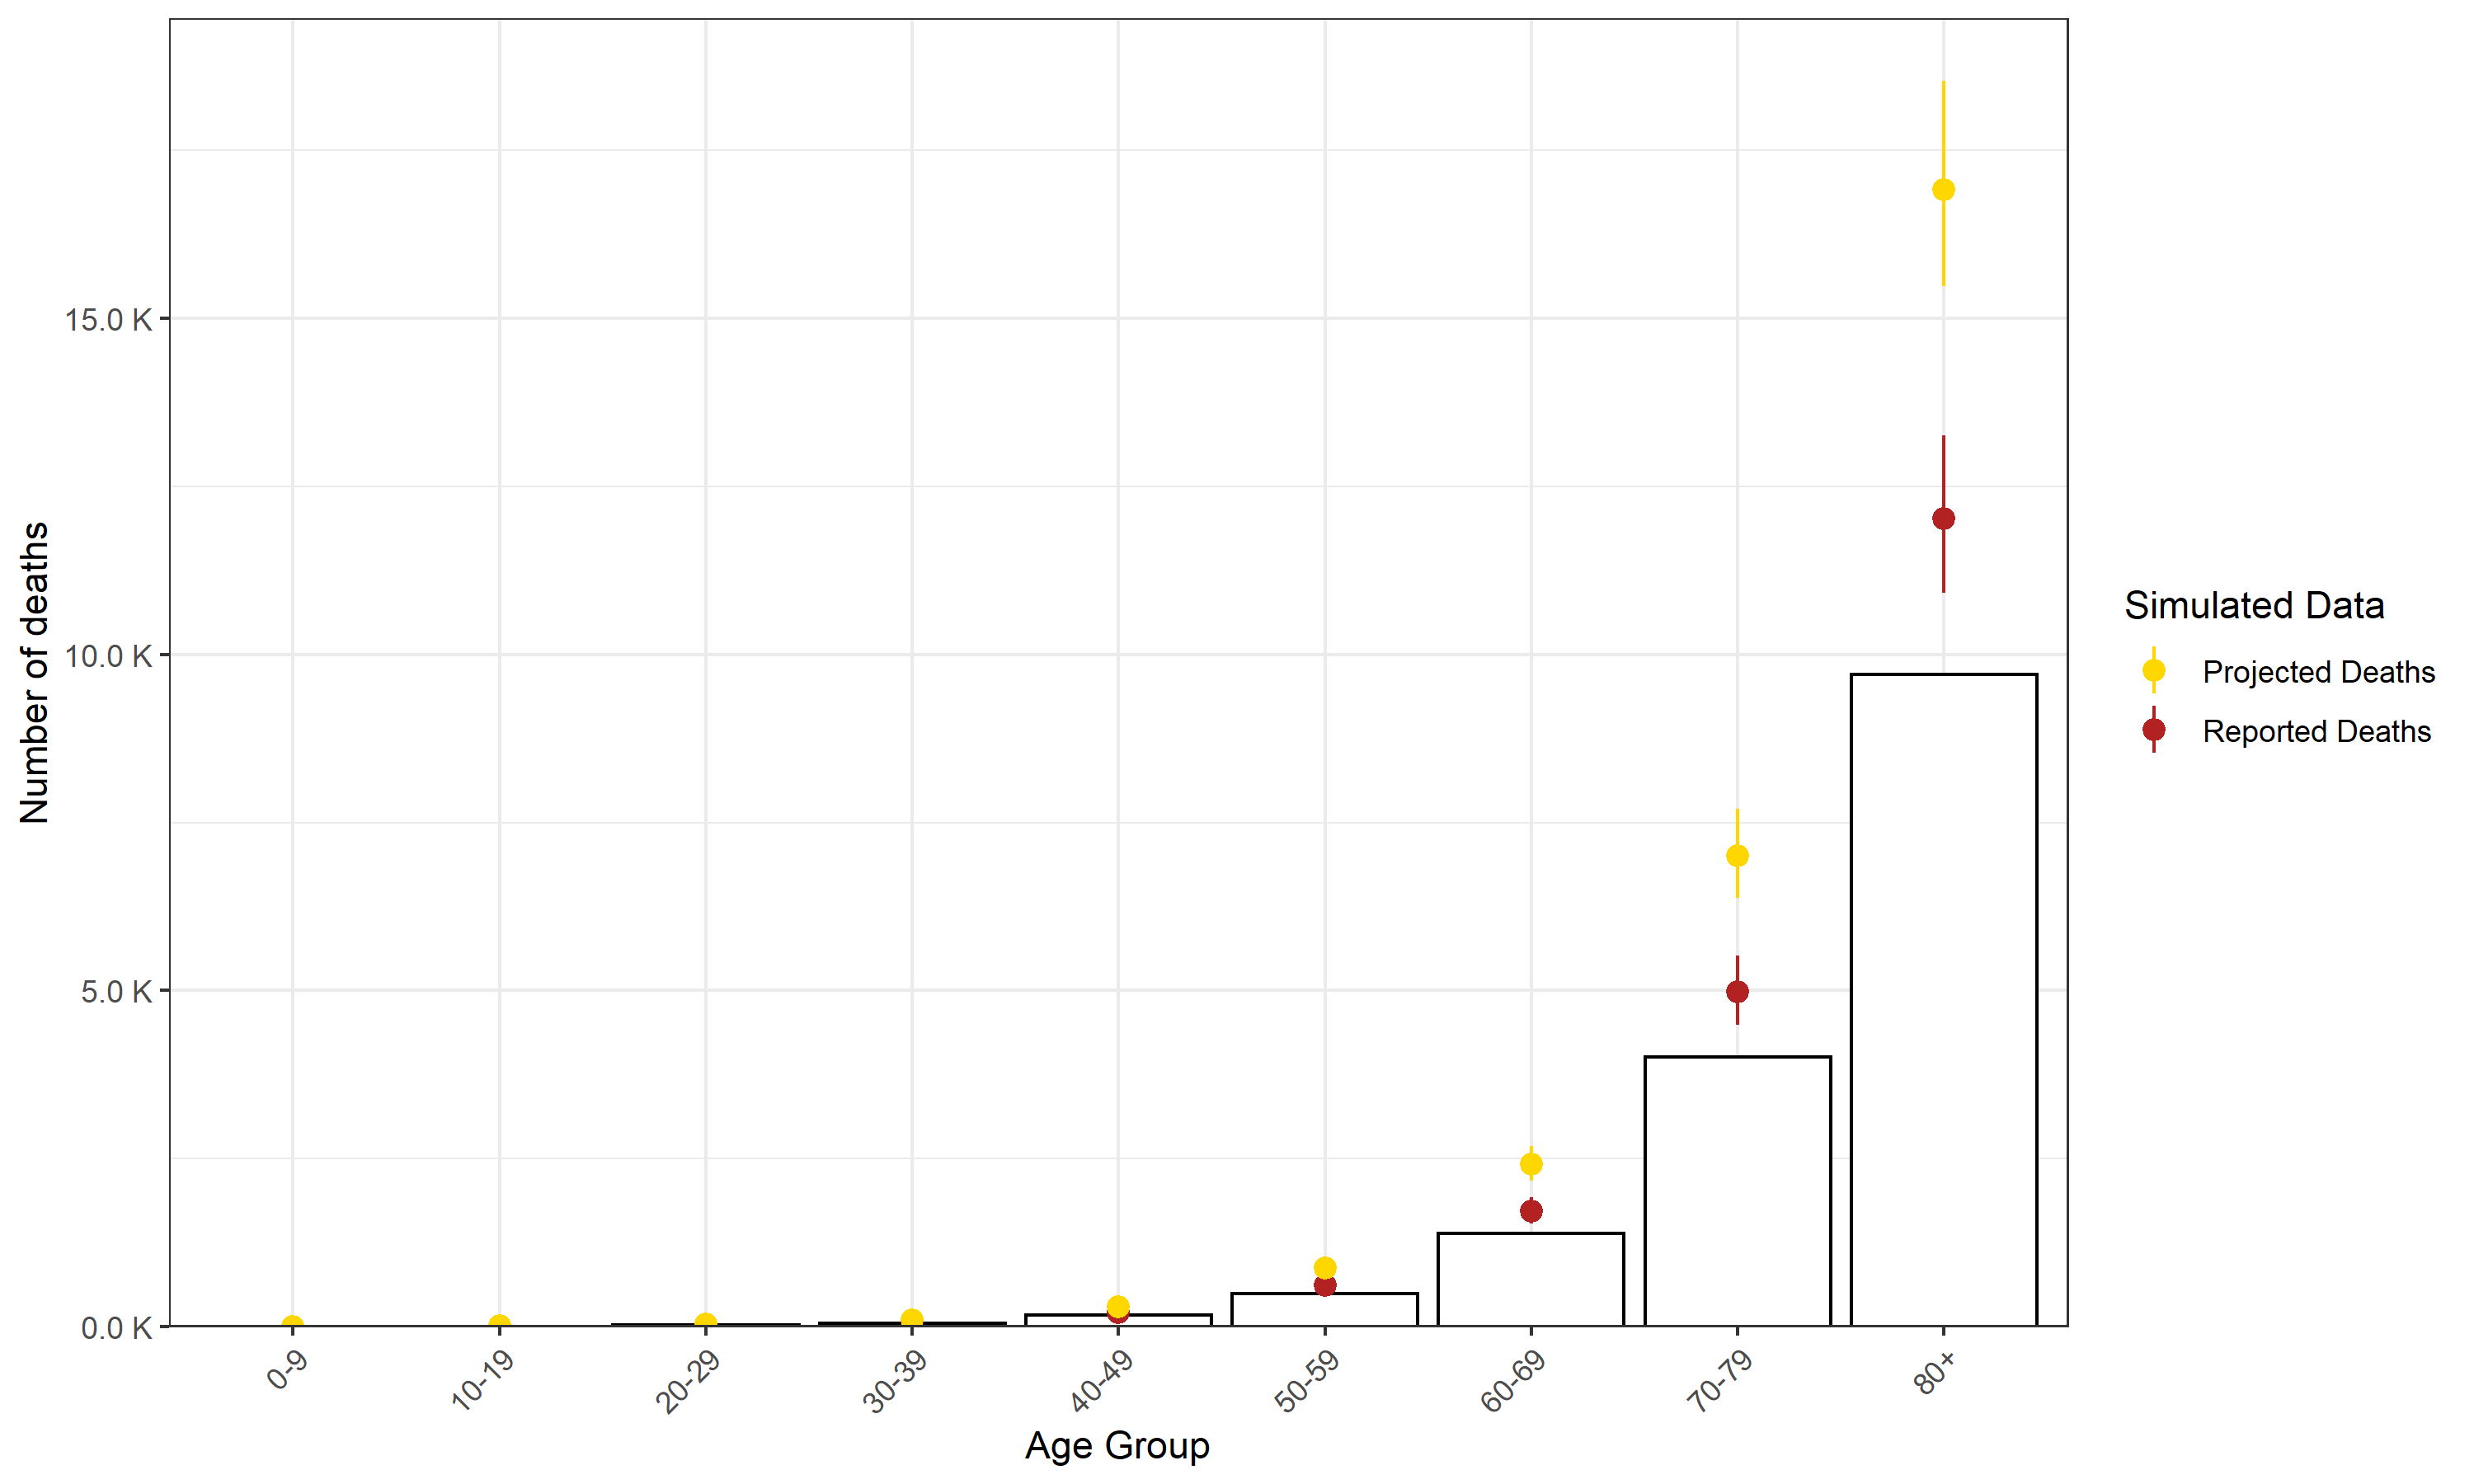 Number of deaths
15.0 K
10.0 K
5.0 K
0.0 K
0-9
10-19
20-29
30-39
40-49
50-59
60-69
70-79
80+
Age Group
Simulated Data
Projected Deaths
Reported Deaths